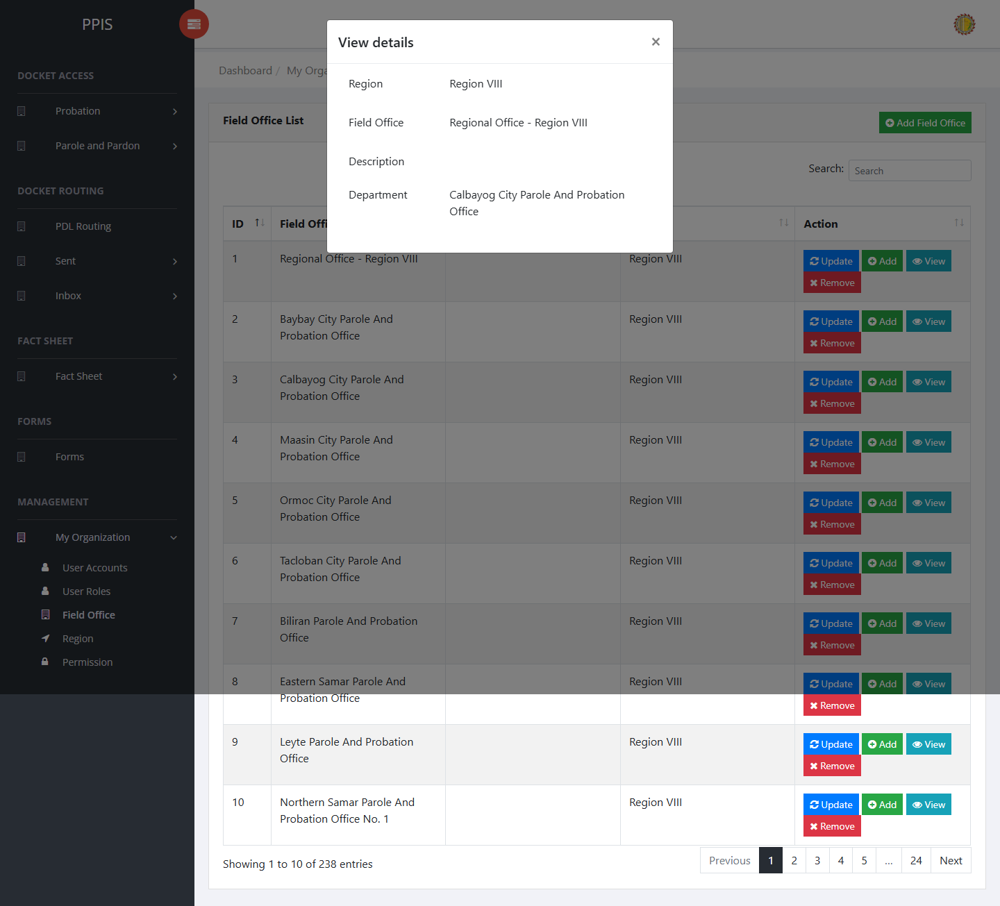 PPIS
DOCKET ACCESS
Probation
Parole and Pardon
DOCKET ROUTING
PDL Routing
Sent
Inbox
FACT SHEET
Fact Sheet
FORMS
Forms
MANAGEMENT
My Organization
User Accounts
User Roles
Field Office
Region
Permission
View details ×
Region Region VIII
Field Office Regional Office - Region VIII
Description
Department Calbayog City Parole And Probation
Office
Dashboard / My Orga
Field Office List
Add Field Office
Search: Search
ID Field Offi Action
1 Regional Office - Region VIII Region VIII Update Add View
Remove
2 Baybay City Parole And Region VIII Update Add View
Probation Office Remove
3 Calbayog City Parole And Region VIII Update Add View
Probation Office Remove
4 Maasin City Parole And Region VIII Update Add View
Probation Office Remove
5 Ormoc City Parole And Region VIII Update Add View
Probation Office Remove
6 Tacloban City Parole And Region VIII Update Add View
Probation Office Remove
7 Biliran Parole And Probation Region VIII Update Add View
Office Remove
8 Eastern Samar Parole And Region VIII Update Add View
Probation Office Remove
9 Leyte Parole And Probation Region VIII Update Add View
Office Remove
10 Northern Samar Parole And Region VIII Update Add View
Probation Office No. 1 Remove
Showing 1 to 10 of 238 entries
Previous 1 2 3 4 5 ... 24 Next